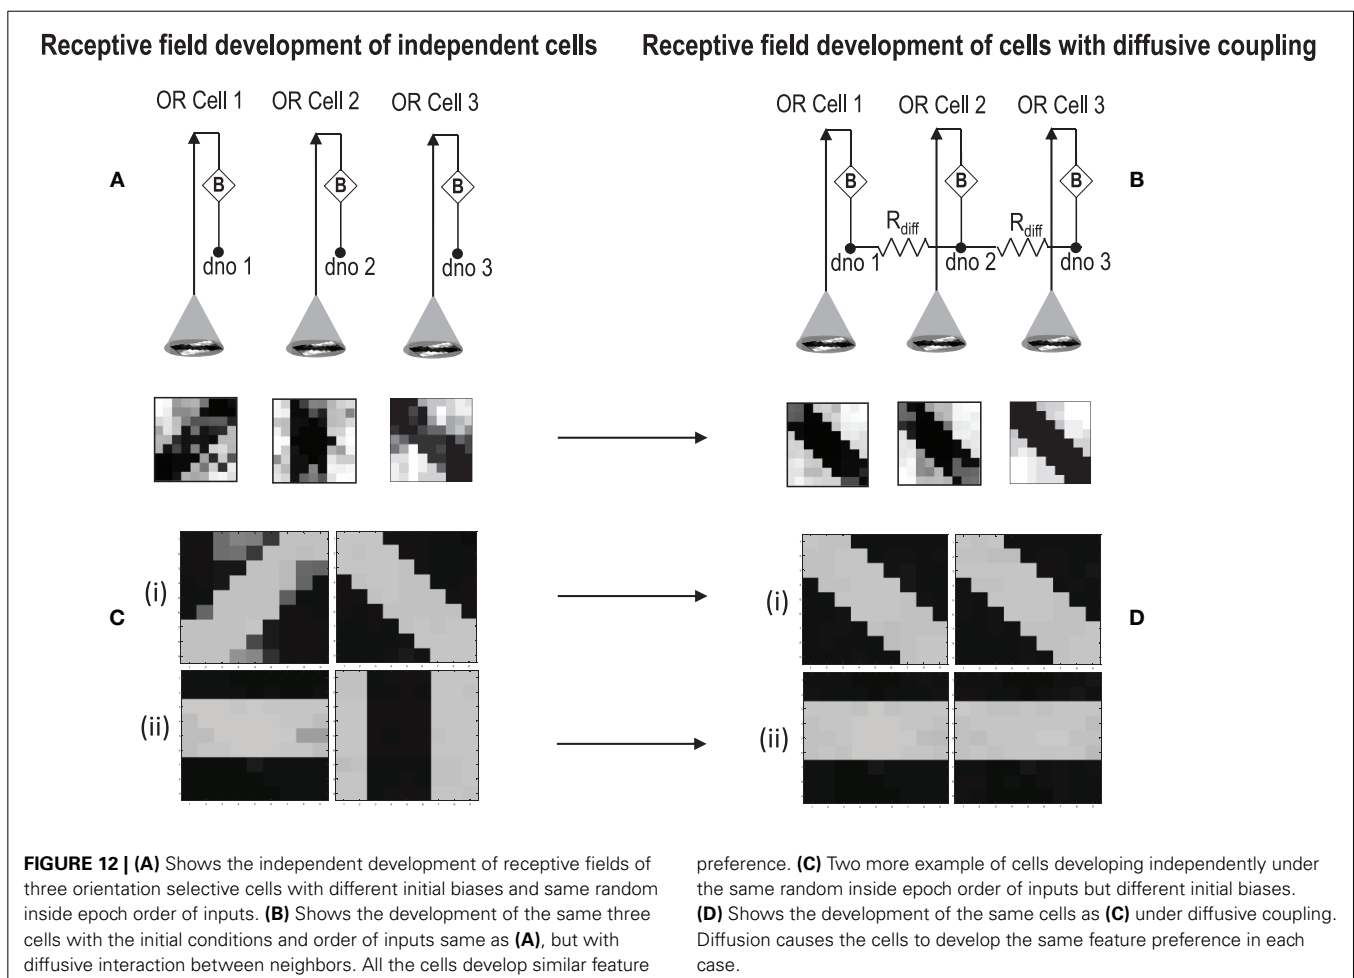 Receptive field development of independent cells
Receptive field development of cells with diffusive coupling
OR Cell 1
OR Cell 2
OR Cell 3
A
B
B
B
dno 1
dno 2
dno 3
OR Cell 1
OR Cell 2
OR Cell 3
B
B
B
B
Rdiff
Rdiff
dno 1
dno 2
dno 3
(i)
C
(ii)
(i)
D
(ii)
FIGURE 12 | (A) Shows the independent development of receptive fields of
three orientation selective cells with different initial biases and same random
inside epoch order of inputs. (B) Shows the development of the same three
cells with the initial conditions and order of inputs same as (A), but with
diffusive interaction between neighbors. All the cells develop similar feature
preference. (C) Two more example of cells developing independently under
the same random inside epoch order of inputs but different initial biases.
(D) Shows the development of the same cells as (C) under diffusive coupling.
Diffusion causes the cells to develop the same feature preference in each
case.